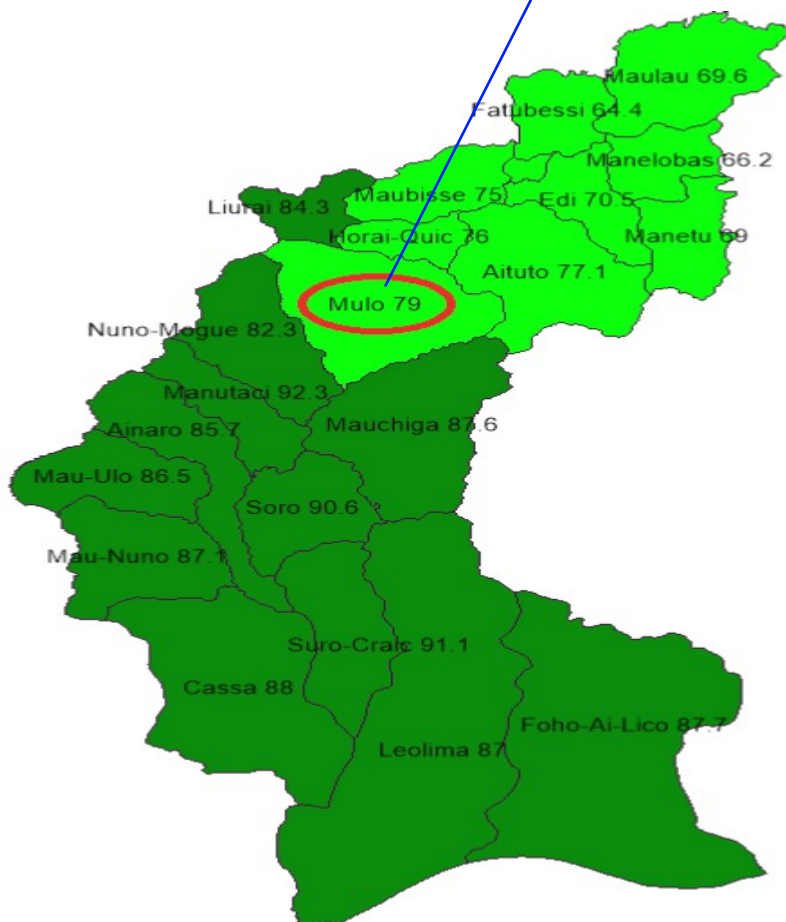 Maulau 69.6
Fatubessi 64.4
Manelobas 66.2
Maubisse 75
Edi 70.5
Liurai 84.3
Horai-Quic 76
Manetu 69
Aituto 77.1
Mulo 79
Nuno-Mogue 82.3
Manutaci 92.3
Mauchiga 87.6
Ainaro 85.7
Mau-Ulo 86.5
Soro 90.6
Mau-Nuno 87.1
Suro-Craic 91.1
Cassa 88
Foho-Ai-Lico 87.7
Leolima 87